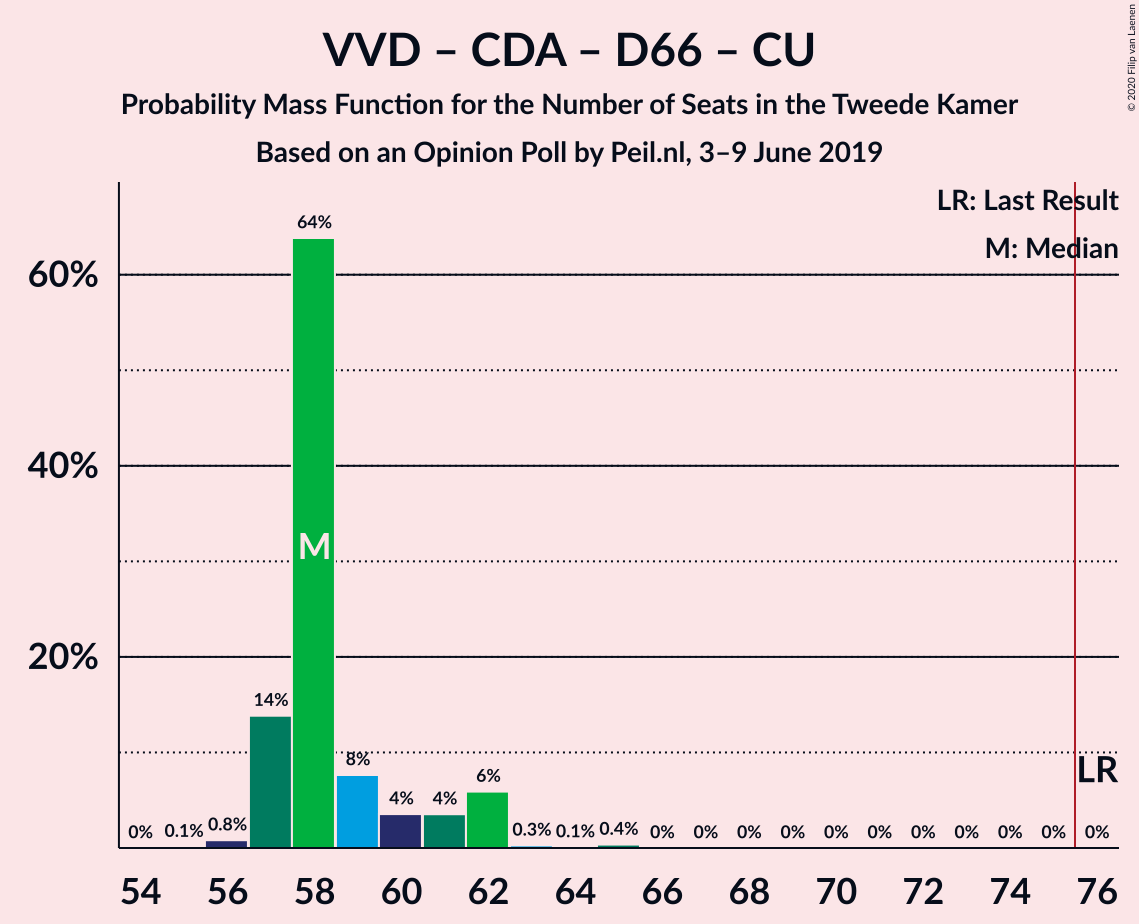 VVD – CDA – D66 – CU
Probability Mass Function for the Number of Seats in the Tweede Kamer
Based on an Opinion Poll by Peil.nl, 3–9 June 2019
© 2020 Filip van Laenen
LR: Last Result
M: Median
60%
40%
20%
0% 0.1% 0.8% 14% 64% 8% 4% 4% 6% 0.3% 0.1% 0.4% 0% 0% 0% 0% 0% 0% 0% 0% 0% 0% 0%
M
LR
54 56 58 60 62 64 66 68 70 72 74 76